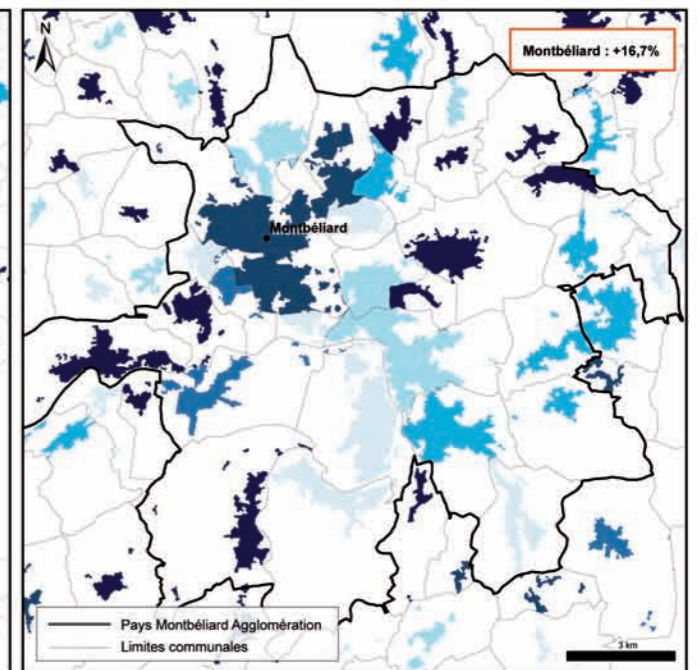 N
Montbéliard : +16,7%
Montbéliard
Pays Montbéliard Agglomération
Limites communales
3 km